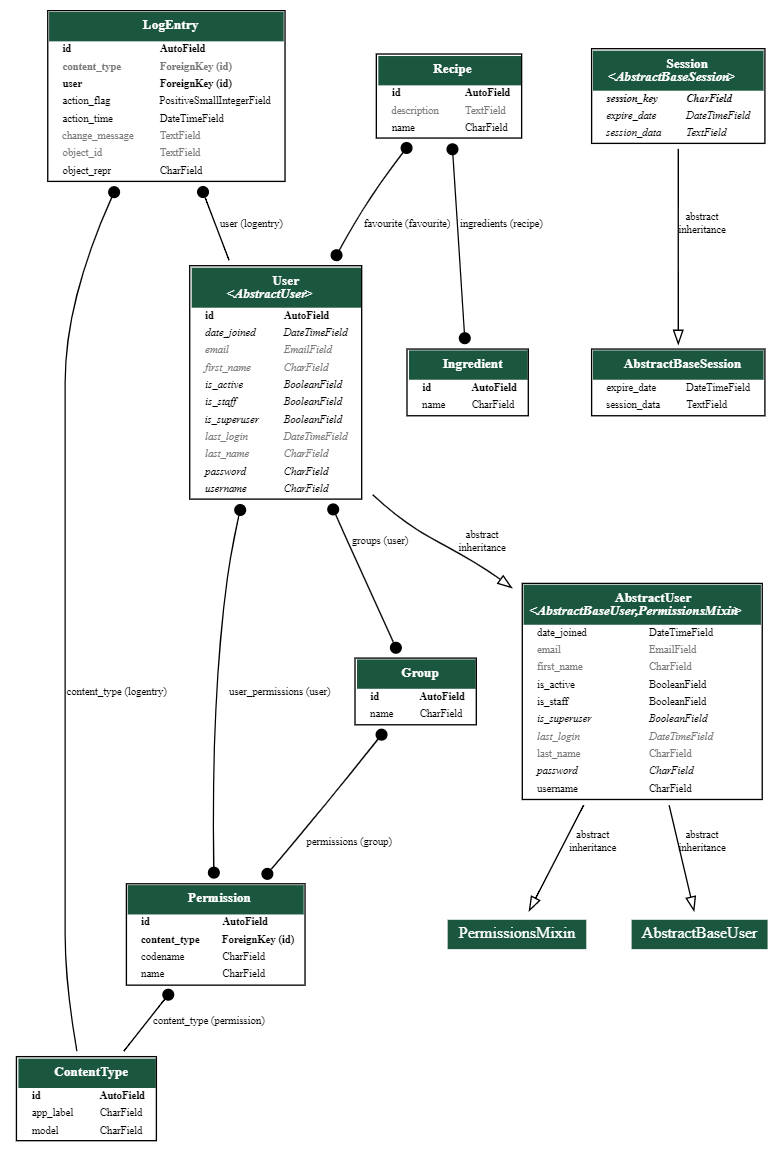 LogEntry
id AutoField
content_type ForeignKey (id)
user ForeignKey (id)
action_flag PositiveSmallIntegerField
action_time DateTimeField
change_message TextField
object_id TextField
object_repr CharField
Recipe
id AutoField
description TextField
name CharField
Session
<AbstractBaseSession>
session_key CharField
expire_date DateTimeField
session_data TextField
user (logentry)
favourite (favourite)
ingredients (recipe)
abstract
inheritance
User
<AbstractUser>
id AutoField
date_joined DateTimeField
email EmailField
first_name CharField
is_active BooleanField
is_staff BooleanField
is_superuser BooleanField
last_login DateTimeField
last_name CharField
password CharField
username CharField
Ingredient
id AutoField
name CharField
AbstractBaseSession
expire_date DateTimeField
session_data TextField
groups (user)
abstract
inheritance
AbstractUser
<AbstractBaseUser,PermissionsMixin>
date_joined DateTimeField
email EmailField
first_name CharField
is_active BooleanField
is_staff BooleanField
is_superuser BooleanField
last_login DateTimeField
last_name CharField
password CharField
username CharField
content_type (logentry)
user_permissions (user)
Group
id AutoField
name CharField
permissions (group)
abstract
inheritance
abstract
inheritance
Permission
id AutoField
content_type ForeignKey (id)
codename CharField
name CharField
PermissionsMixin
AbstractBaseUser
content_type (permission)
ContentType
id AutoField
app_label CharField
model CharField